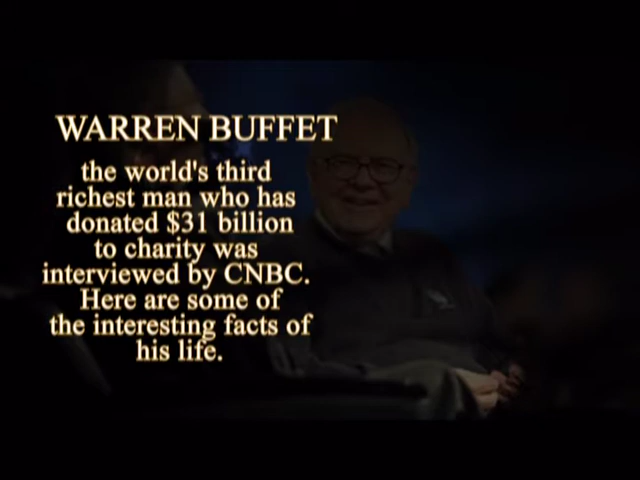 WARREN BUFFET
the world's third
richest man who has
donated $31 billion
to charity was
interviewed by CNBC.
Here are some of
the interesting facts of
his life.